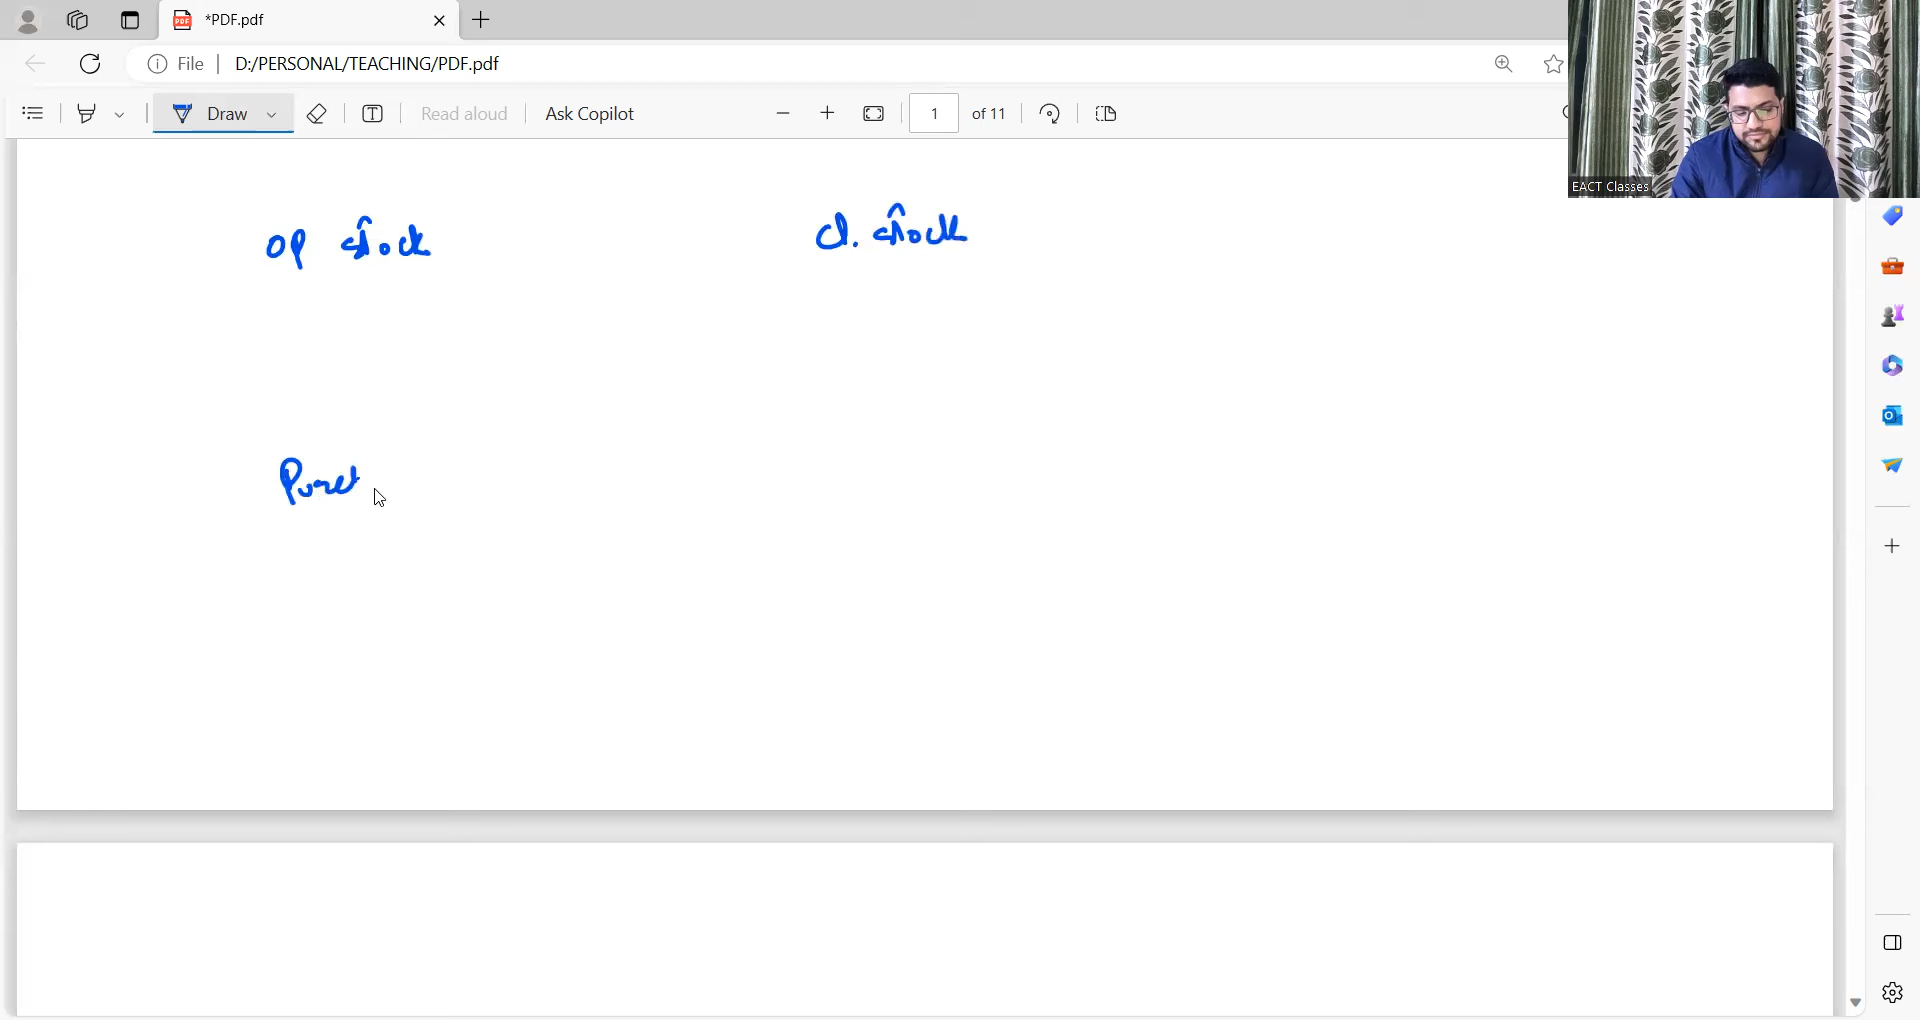 *PDF.pdf
File D:/PERSONAL/TEACHING/PDF.pdf
Draw Read aloud Ask Copilot 1 of 11
EACT Classes
op stock cl. stock
Purch